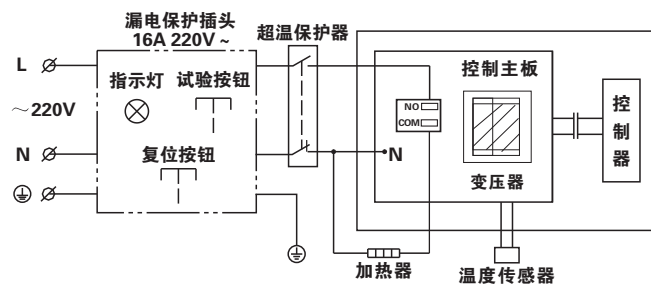 漏电保护插头
16A 220V ~
超温保护器
L
指示灯
试验按钮
控制主板
NO
COM
控制器
~220V
N
复位按钮
N
变压器
加热器
温度传感器